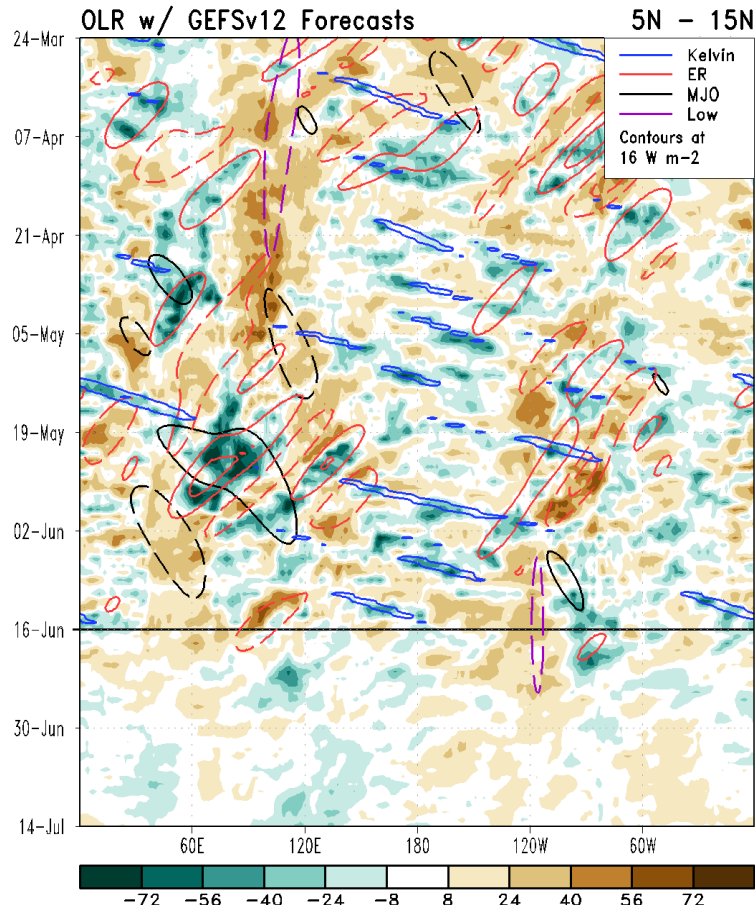 OLR w/ GEFSv12 Forecasts 5N - 15N
24-Mar
07-Apr
21-Apr
05-May
19-May
02-Jun
16-Jun
30-Jun
14-Jul
Kelvin
ER
MJO
Low
Contours at
16 W m-2
60E 120E 180 120W 60W
-72 -56 -40 -24 -8 8 24 40 56 72